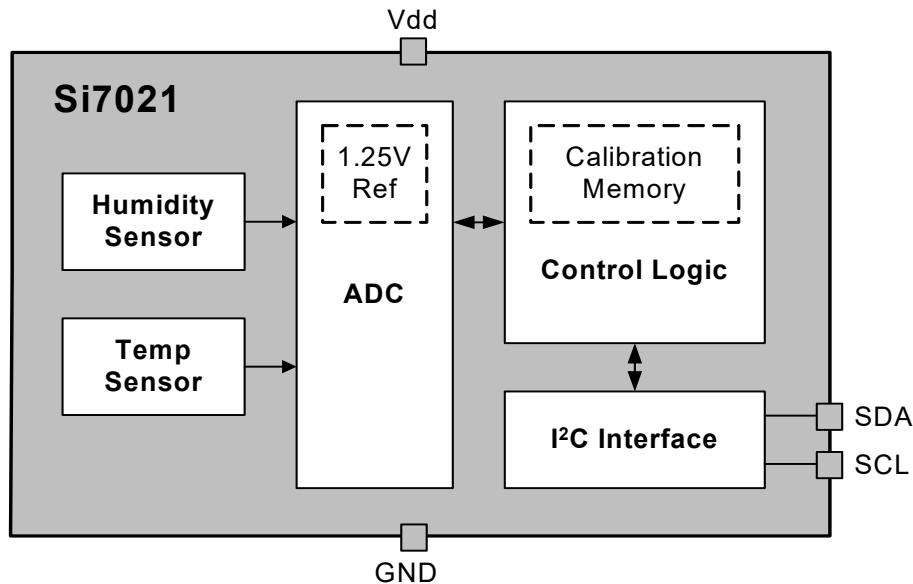 Vdd
Si7021
1.25V
Ref
Calibration
Memory
Humidity
Sensor
Control Logic
ADC
Temp
Sensor
I²C Interface
SDA
SCL
GND